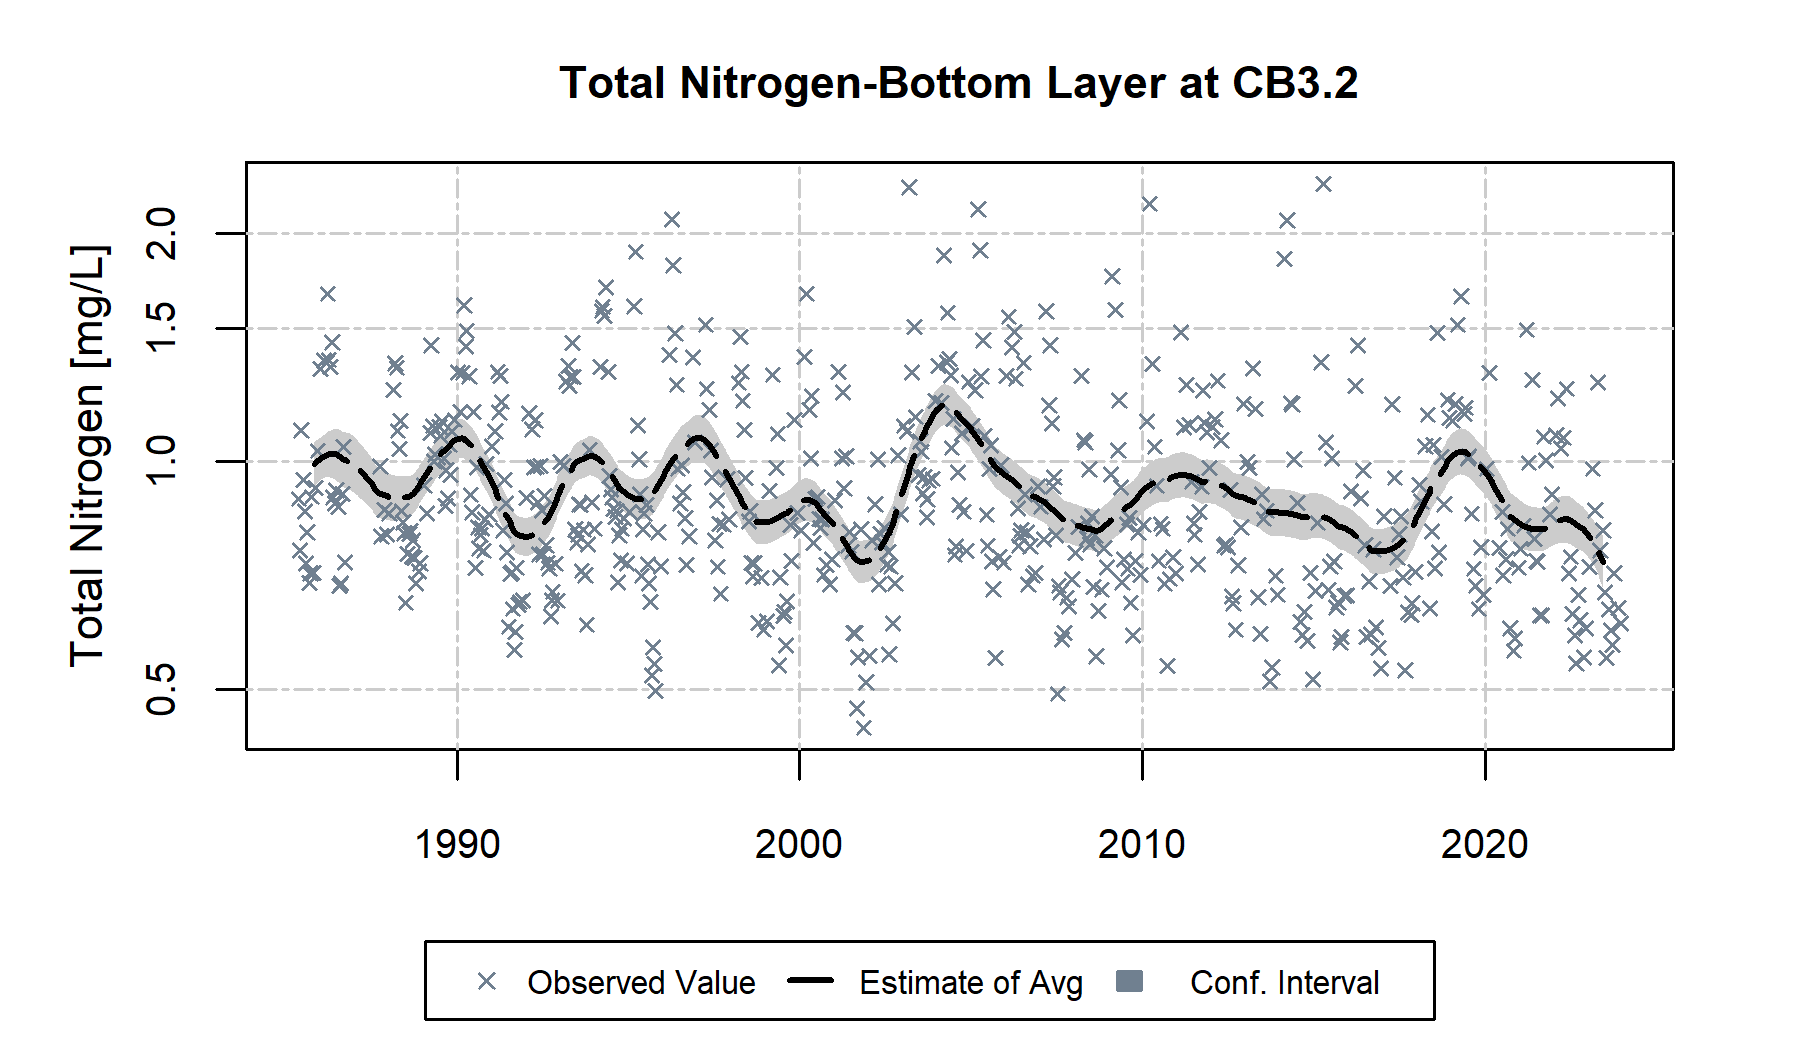 Total Nitrogen-Bottom Layer at CB3.2
Total Nitrogen [mg/L]
2.0
1.5
1.0
0.5
1990 2000 2010 2020
Observed Value Estimate of Avg Conf. Interval